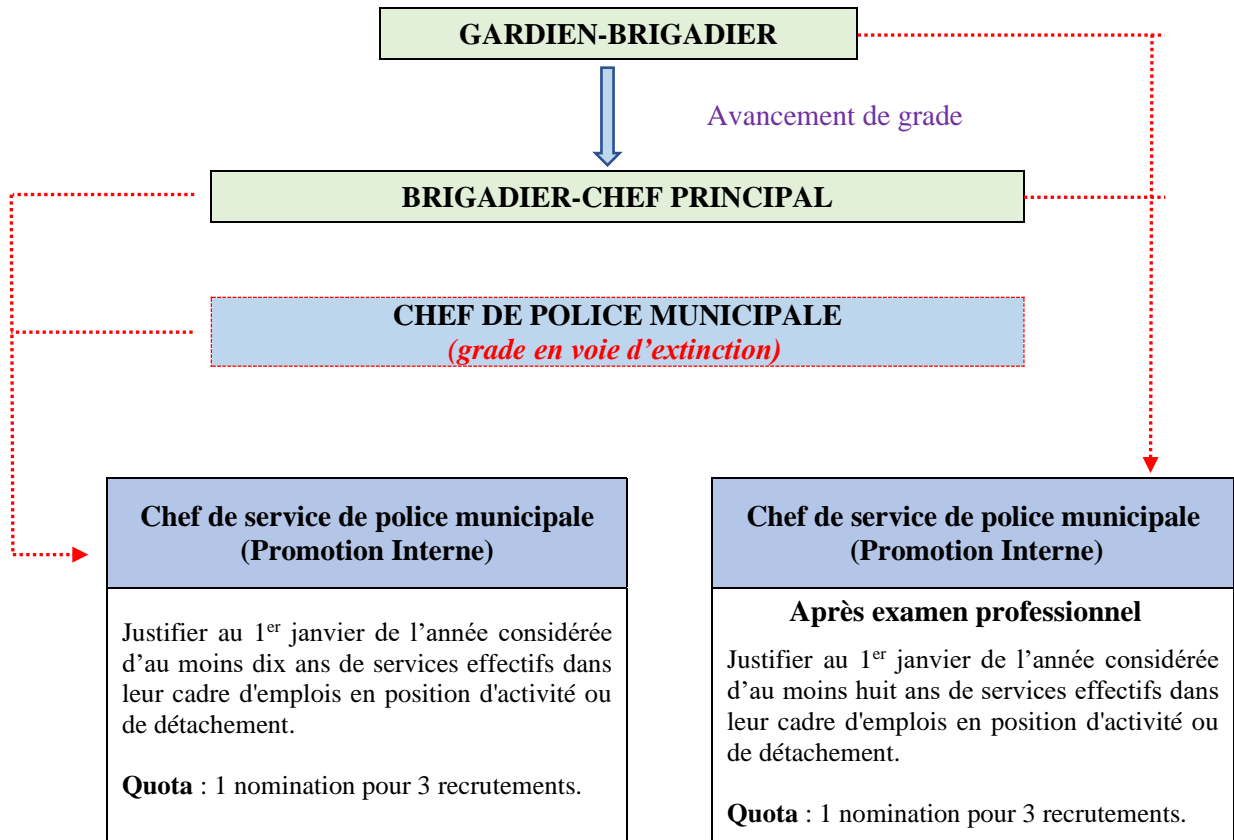 GARDIEN-BRIGADIER
Avancement de grade
BRIGADIER-CHEF PRINCIPAL
CHEF DE POLICE MUNICIPALE
(grade en voie d'extinction)
Chef de service de police municipale
(Promotion Interne)
Justifier au 1er janvier de l'année considérée
d'au moins dix ans de services effectifs dans
leur cadre d'emplois en position d'activité ou
de détachement.
Quota : 1 nomination pour 3 recrutements.
Chef de service de police municipale
(Promotion Interne)
Après examen professionnel
Justifier au 1er janvier de l'année considérée
d'au moins huit ans de services effectifs dans
leur cadre d'emplois en position d'activité ou
de détachement.
Quota : 1 nomination pour 3 recrutements.